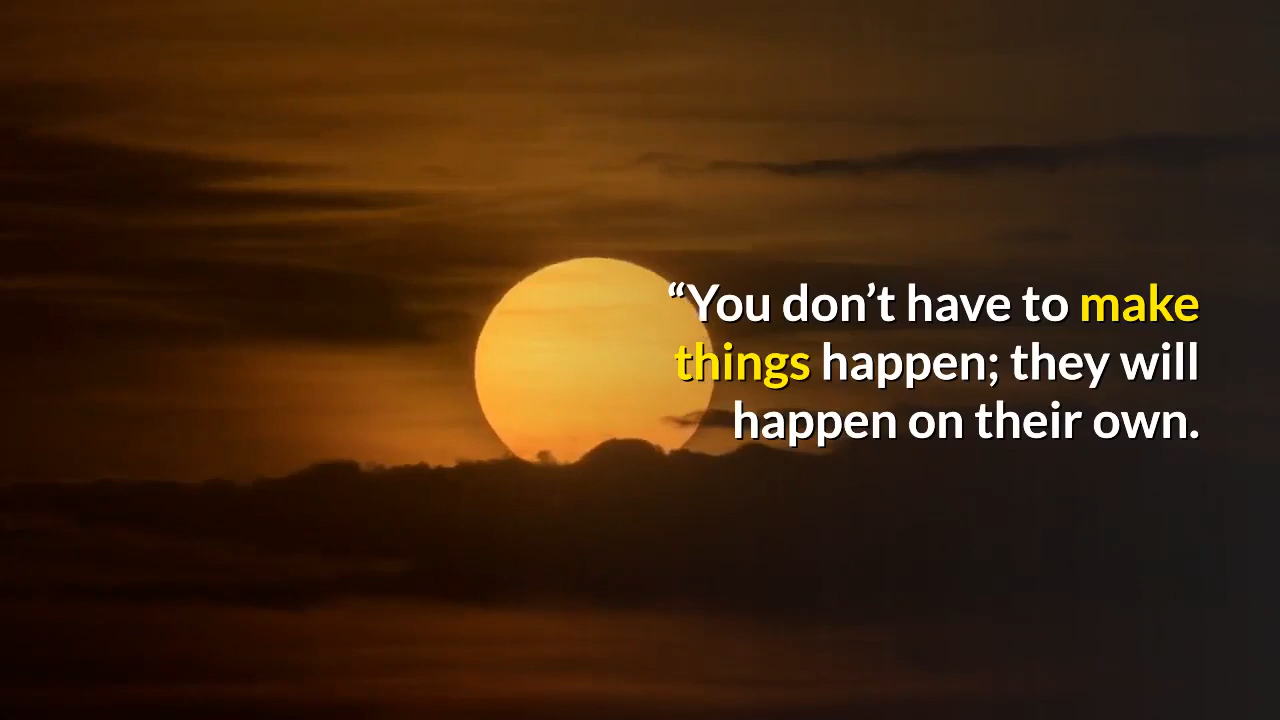 “You don’t have to make
things happen; they will
happen on their own.